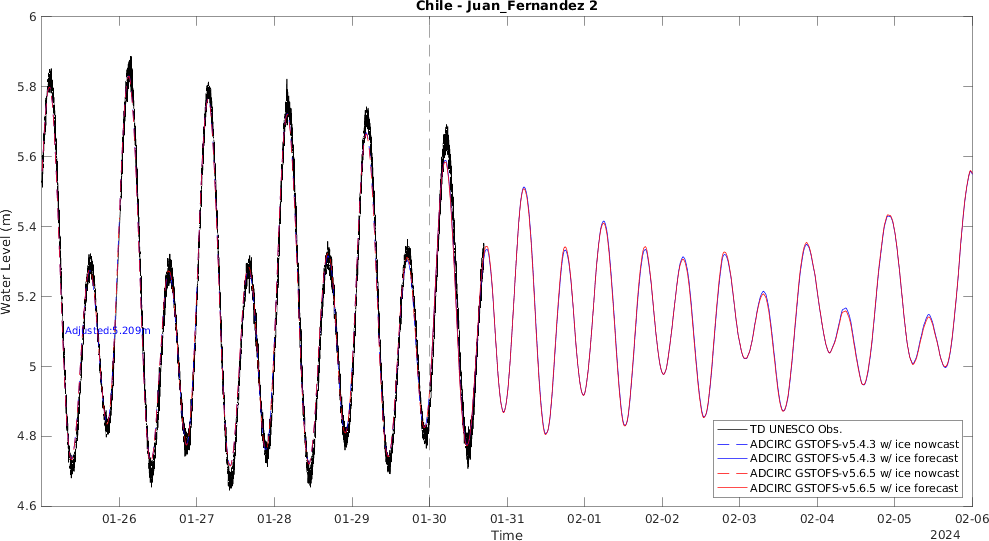 Chile - Juan_Fernandez 2
6
5.8
5.6
5.4
5.2
5
4.8
4.6
Water Level (m)
Adjusted:5.209m
TD UNESCO Obs.
ADCIRC GSTOFS-v5.4.3 w/ ice nowcast
ADCIRC GSTOFS-v5.4.3 w/ ice forecast
ADCIRC GSTOFS-v5.6.5 w/ ice nowcast
ADCIRC GSTOFS-v5.6.5 w/ ice forecast
01-26 01-27 01-28 01-29 01-30 01-31 02-01 02-02 02-03 02-04 02-05 02-06
Time
2024